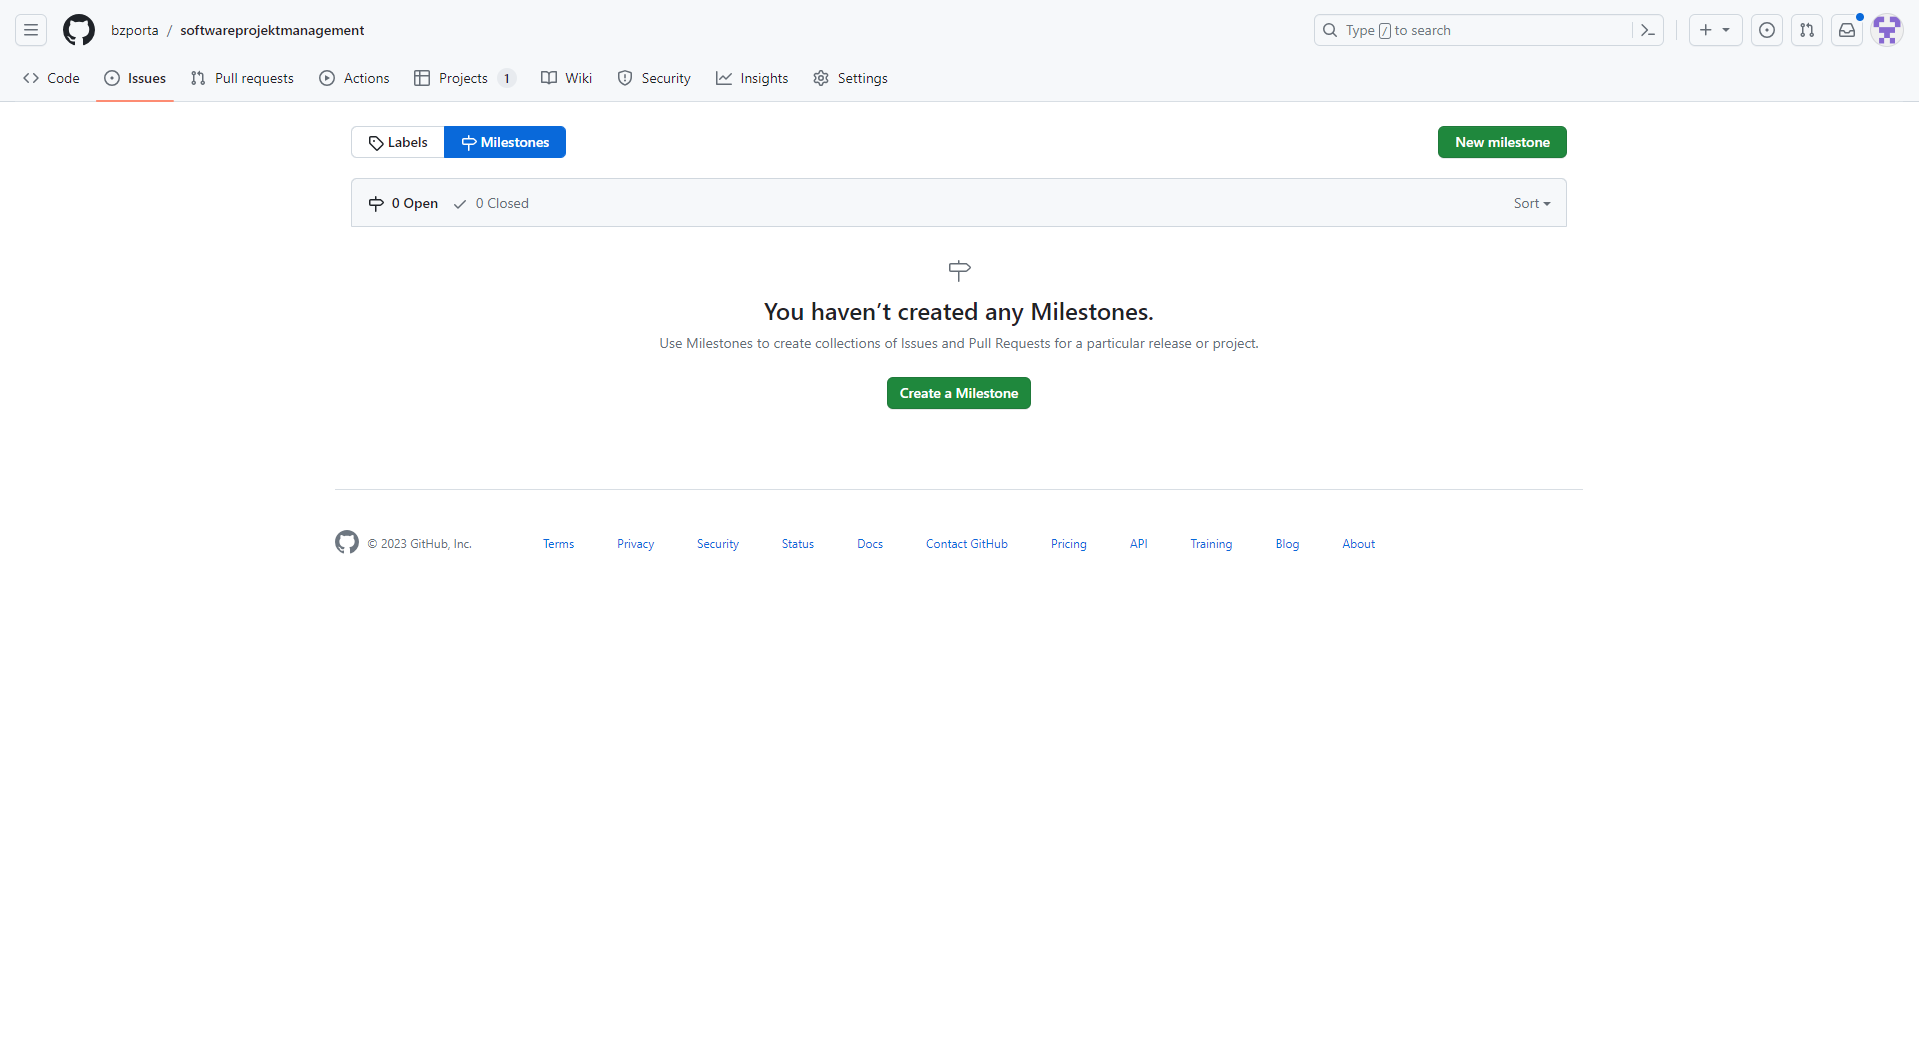 bzporta / softwareprojektmanagement
Type / to search
Code Issues Pull requests Actions Projects 1 Wiki Security Insights Settings
Labels Milestones New milestone
0 Open 0 Closed Sort
You haven’t created any Milestones.
Use Milestones to create collections of Issues and Pull Requests for a particular release or project.
Create a Milestone
© 2023 GitHub, Inc. Terms Privacy Security Status Docs Contact GitHub Pricing API Training Blog About